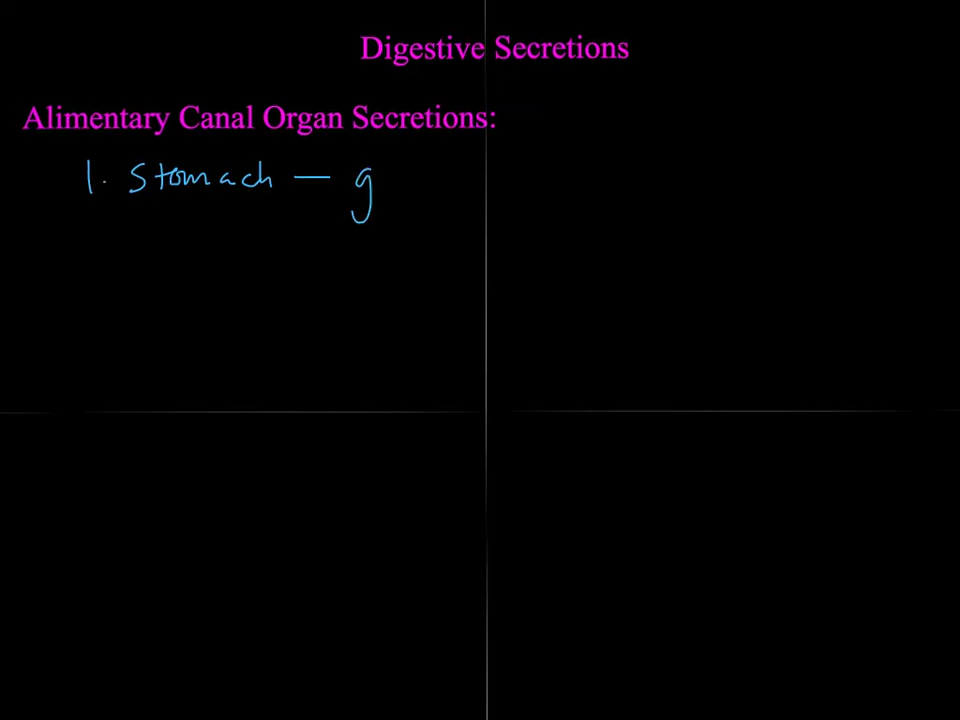 Digestive Secretions
Alimentary Canal Organ Secretions:
1. Stomach — g